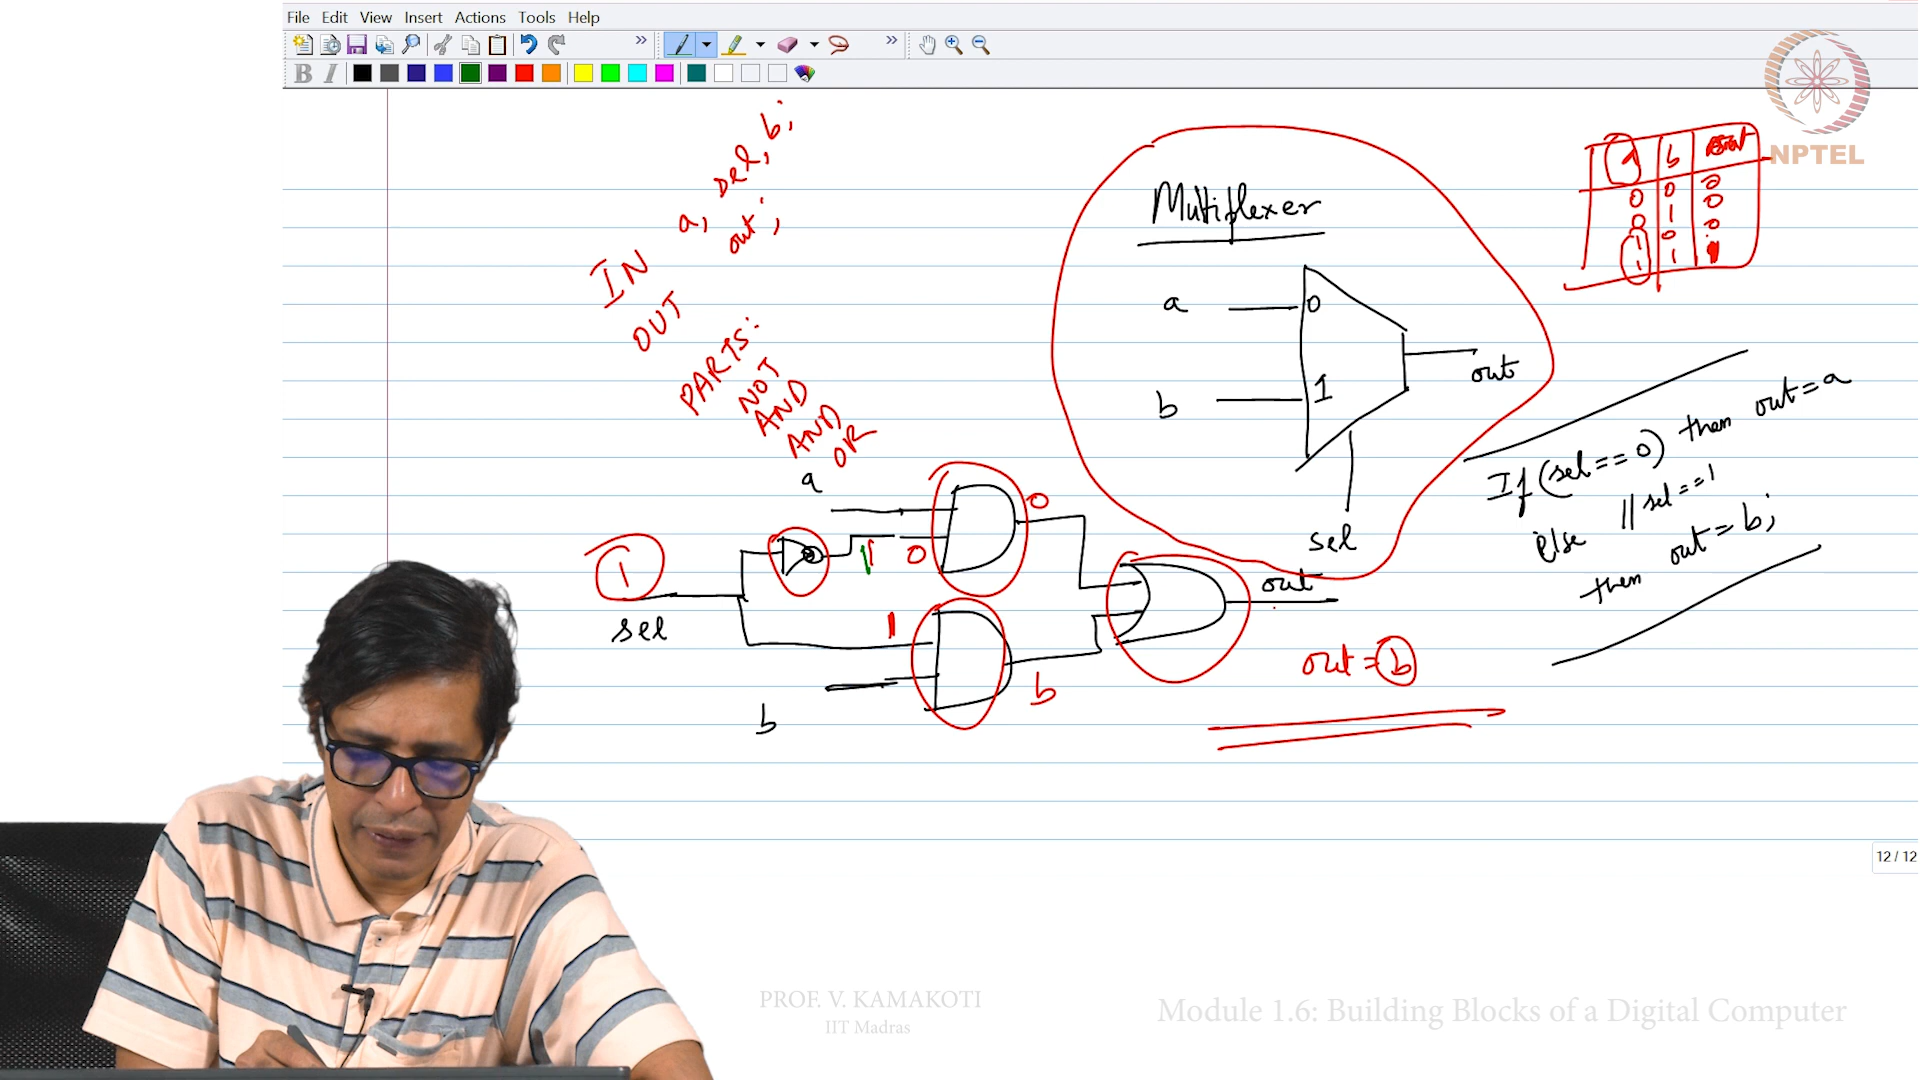 File Edit View Insert Actions Tools Help
B I
NPTEL
IN a, sel, b;
OUT out;
PARTS:
NOT
AND
AND
OR
Multiplexer
a 0
b 1
out
sel
a b
0 0 0
0 1 0
1 0 0
1 1 1
If (sel==0) then out=a
else // sel==1
then out=b;
a
1
sel
1
0
0
1
b
b
out
out = b
12 / 12
PROF. V. KAMAKOTI
IIT Madras
Module 1.6: Building Blocks of a Digital Computer